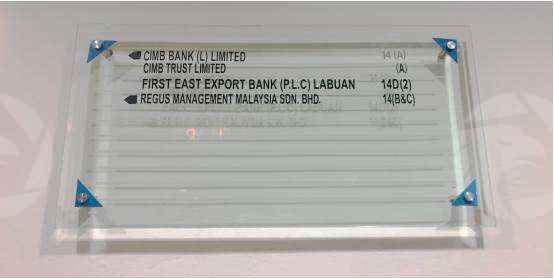 CIMB BANK (L) LIMITED 14 (A)
CIMB TRUST LIMITED (A)
FIRST EAST EXPORT BANK (P.L.C) LABUAN 14D(2)
REGUS MANAGEMENT MALAYSIA SDN. BHD. 14(B&C)